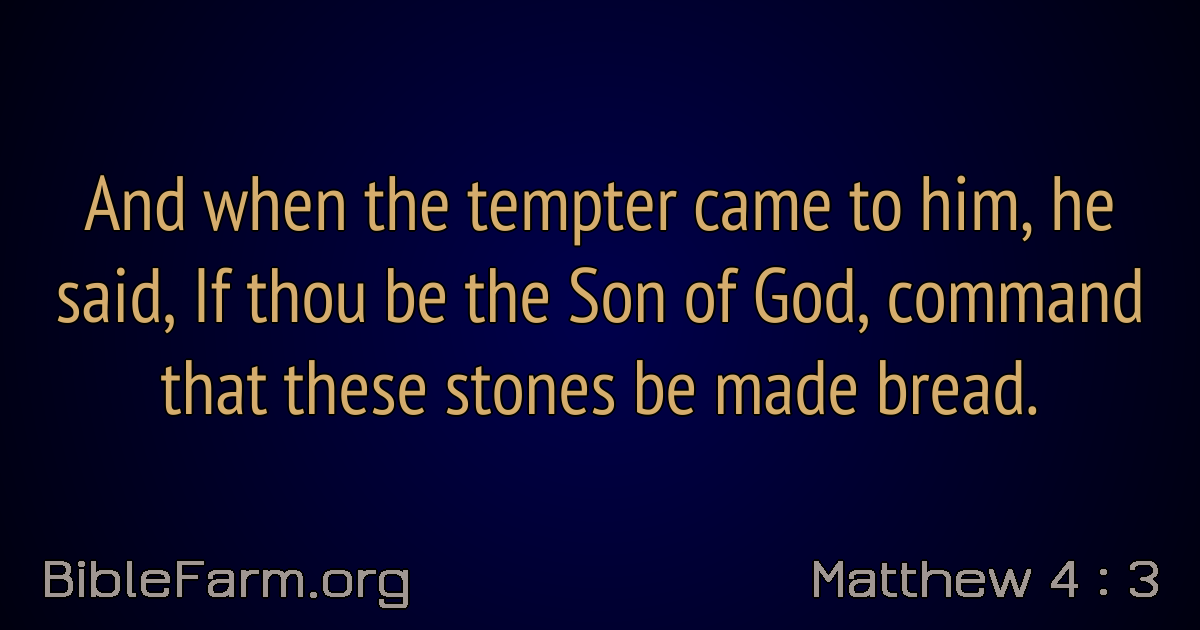 And when the tempter came to him, he
said, If thou be the Son of God, command
that these stones be made bread.
BibleFarm.org
Matthew 4 : 3